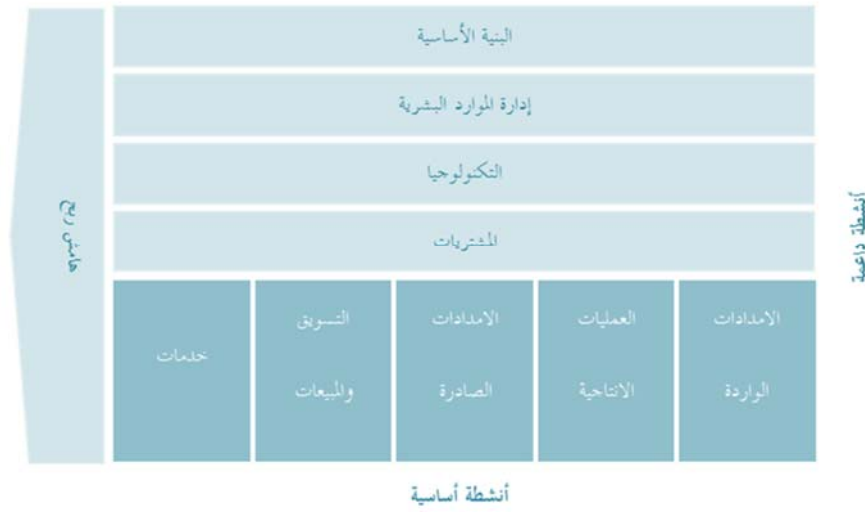 البنية الأساسية
إدارة الموارد البشرية
التكنولوجيا
المشتريات
أنشطة داعمة
هامش ربح
الامدادات
الواردة
العمليات
الانتاجية
الامدادات
الصادرة
التسويق
والمبيعات
خدمات
أنشطة أساسية